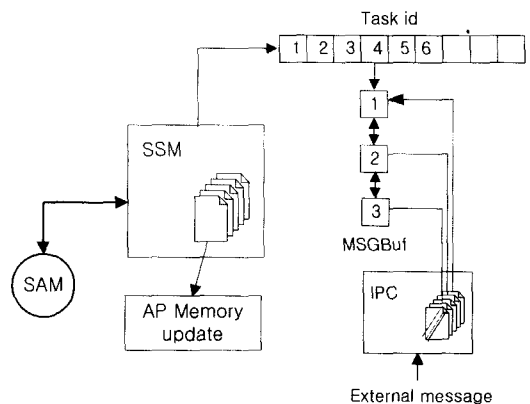 Task id
1 2 3 4 5 6
1
SSM
2
3
MSGBuf
SAM
IPC
AP Memory
update
External message